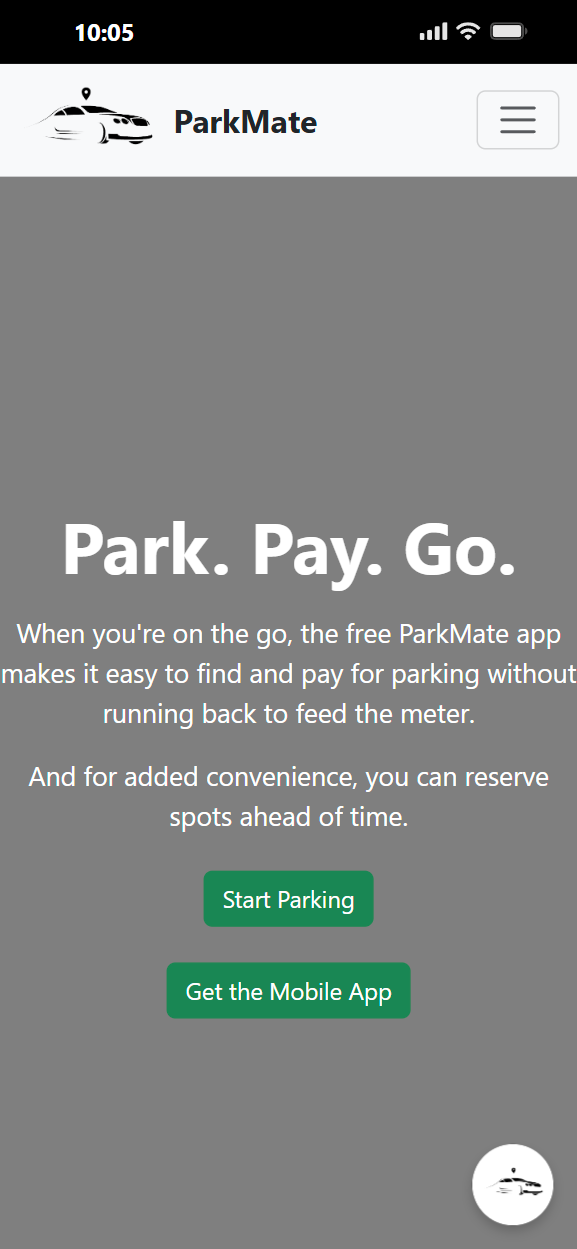 10:05
ParkMate
Park. Pay. Go.
When you're on the go, the free ParkMate app
makes it easy to find and pay for parking without
running back to feed the meter.
And for added convenience, you can reserve
spots ahead of time.
Start Parking
Get the Mobile App